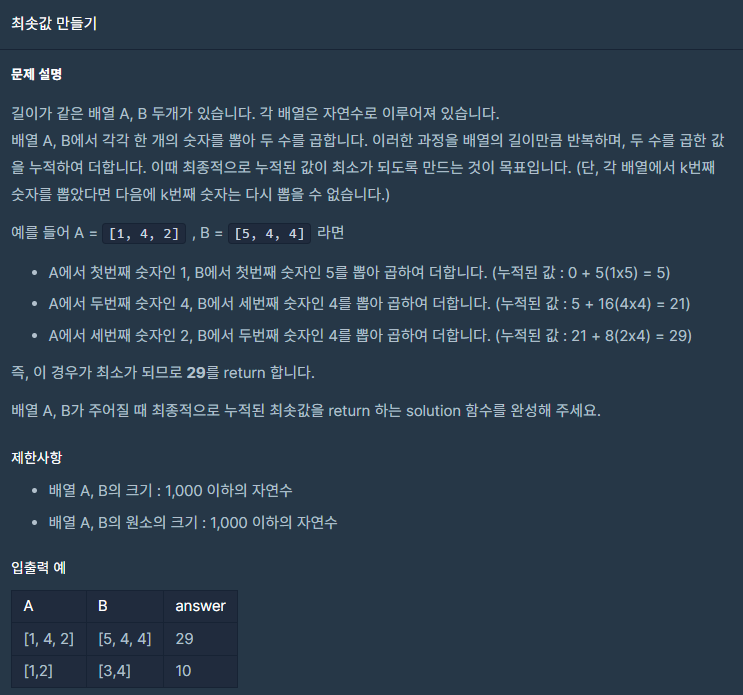 최솟값 만들기
문제 설명
길이가 같은 배열 A, B 두개가 있습니다. 각 배열은 자연수로 이루어져 있습니다.
배열 A, B에서 각각 한 개의 숫자를 뽑아 두 수를 곱합니다. 이러한 과정을 배열의 길이만큼 반복하며, 두 수를 곱한 값
을 누적하여 더합니다. 이때 최종적으로 누적된 값이 최소가 되도록 만드는 것이 목표입니다. (단, 각 배열에서 k번째
숫자를 뽑았다면 다음에 k번째 숫자는 다시 뽑을 수 없습니다.)
예를 들어 A = [1, 4, 2] , B = [5, 4, 4] 라면
• A에서 첫번째 숫자인 1, B에서 첫번째 숫자인 5를 뽑아 곱하여 더합니다. (누적된 값 : 0 + 5(1x5) = 5)
• A에서 두번째 숫자인 4, B에서 세번째 숫자인 4를 뽑아 곱하여 더합니다. (누적된 값 : 5 + 16(4x4) = 21)
• A에서 세번째 숫자인 2, B에서 두번째 숫자인 4를 뽑아 곱하여 더합니다. (누적된 값 : 21 + 8(2x4) = 29)
즉, 이 경우가 최소가 되므로 29를 return 합니다.
배열 A, B가 주어질 때 최종적으로 누적된 최솟값을 return 하는 solution 함수를 완성해 주세요.
제한사항
• 배열 A, B의 크기 : 1,000 이하의 자연수
• 배열 A, B의 원소의 크기 : 1,000 이하의 자연수
입출력 예
A B answer
[1, 4, 2] [5, 4, 4] 29
[1,2] [3,4] 10